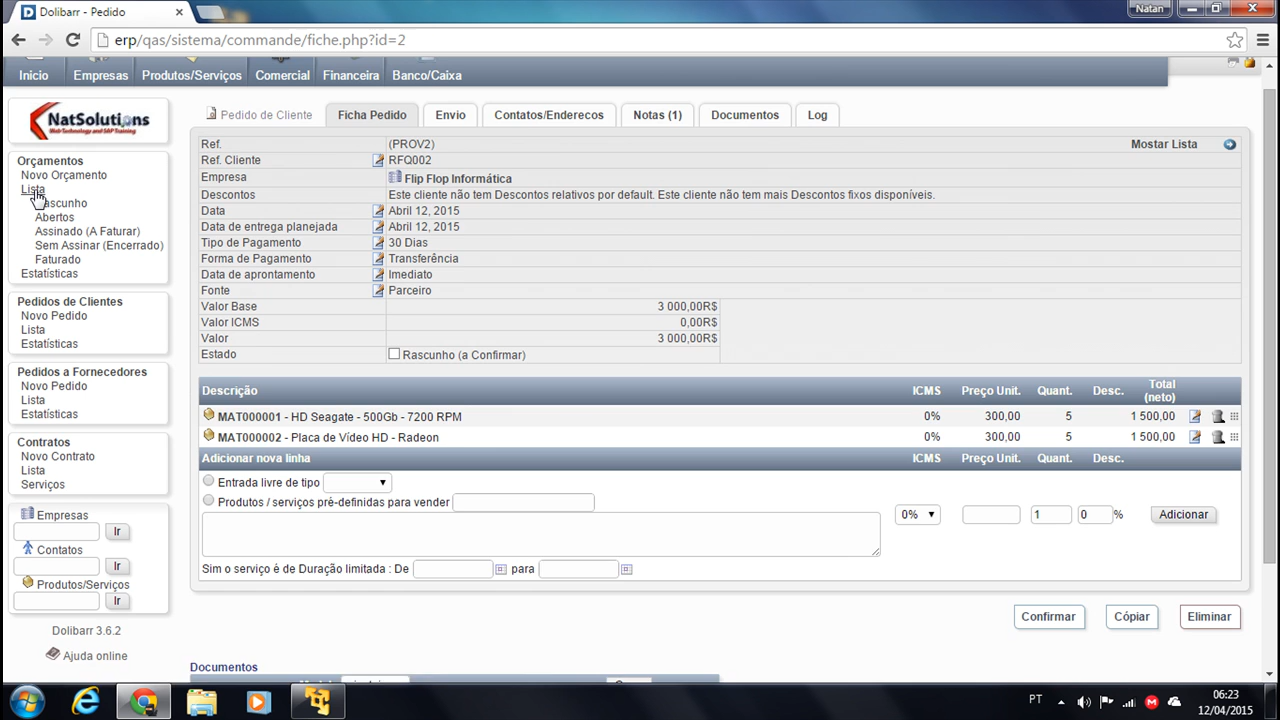 Dolibarr - Pedido
Natan
erp/qas/sistema/commande/fiche.php?id=2
Inicio Empresas Produtos/Serviços Comercial Financeira Banco/Caixa
NatSolutions
Web Technology and SAP Training
Orçamentos
Novo Orçamento
Lista
Rascunho
Abertos
Assinado (A Faturar)
Sem Assinar (Encerrado)
Faturado
Estatísticas
Pedidos de Clientes
Novo Pedido
Lista
Estatísticas
Pedidos a Fornecedores
Novo Pedido
Lista
Estatísticas
Contratos
Novo Contrato
Lista
Serviços
Empresas
Ir
Contatos
Ir
Produtos/Serviços
Ir
Dolibarr 3.6.2
Ajuda online
Pedido de Cliente Ficha Pedido Envio Contatos/Enderecos Notas (1) Documentos Log
Ref. (PROV2) Mostar Lista
Ref. Cliente RFQ002
Empresa Flip Flop Informática
Descontos Este cliente não tem Descontos relativos por default. Este cliente não tem mais Descontos fixos disponíveis.
Data Abril 12, 2015
Data de entrega planejada Abril 12, 2015
Tipo de Pagamento 30 Dias
Forma de Pagamento Transferência
Data de aprontamento Imediato
Fonte Parceiro
Valor Base 3 000,00R$
Valor ICMS 0,00R$
Valor 3 000,00R$
Estado Rascunho (a Confirmar)
Descrição ICMS Preço Unit. Quant. Desc. Total (neto)
MAT000001 - HD Seagate - 500Gb - 7200 RPM 0% 300,00 5 1 500,00
MAT000002 - Placa de Vídeo HD - Radeon 0% 300,00 5 1 500,00
Adicionar nova linha ICMS Preço Unit. Quant. Desc.
Entrada livre de tipo
Produtos / serviços pré-definidas para vender
0% 1 0 % Adicionar
Sim o serviço é de Duração limitada : De para
Confirmar Cópiar Eliminar
Documentos
PT
06:23
12/04/2015